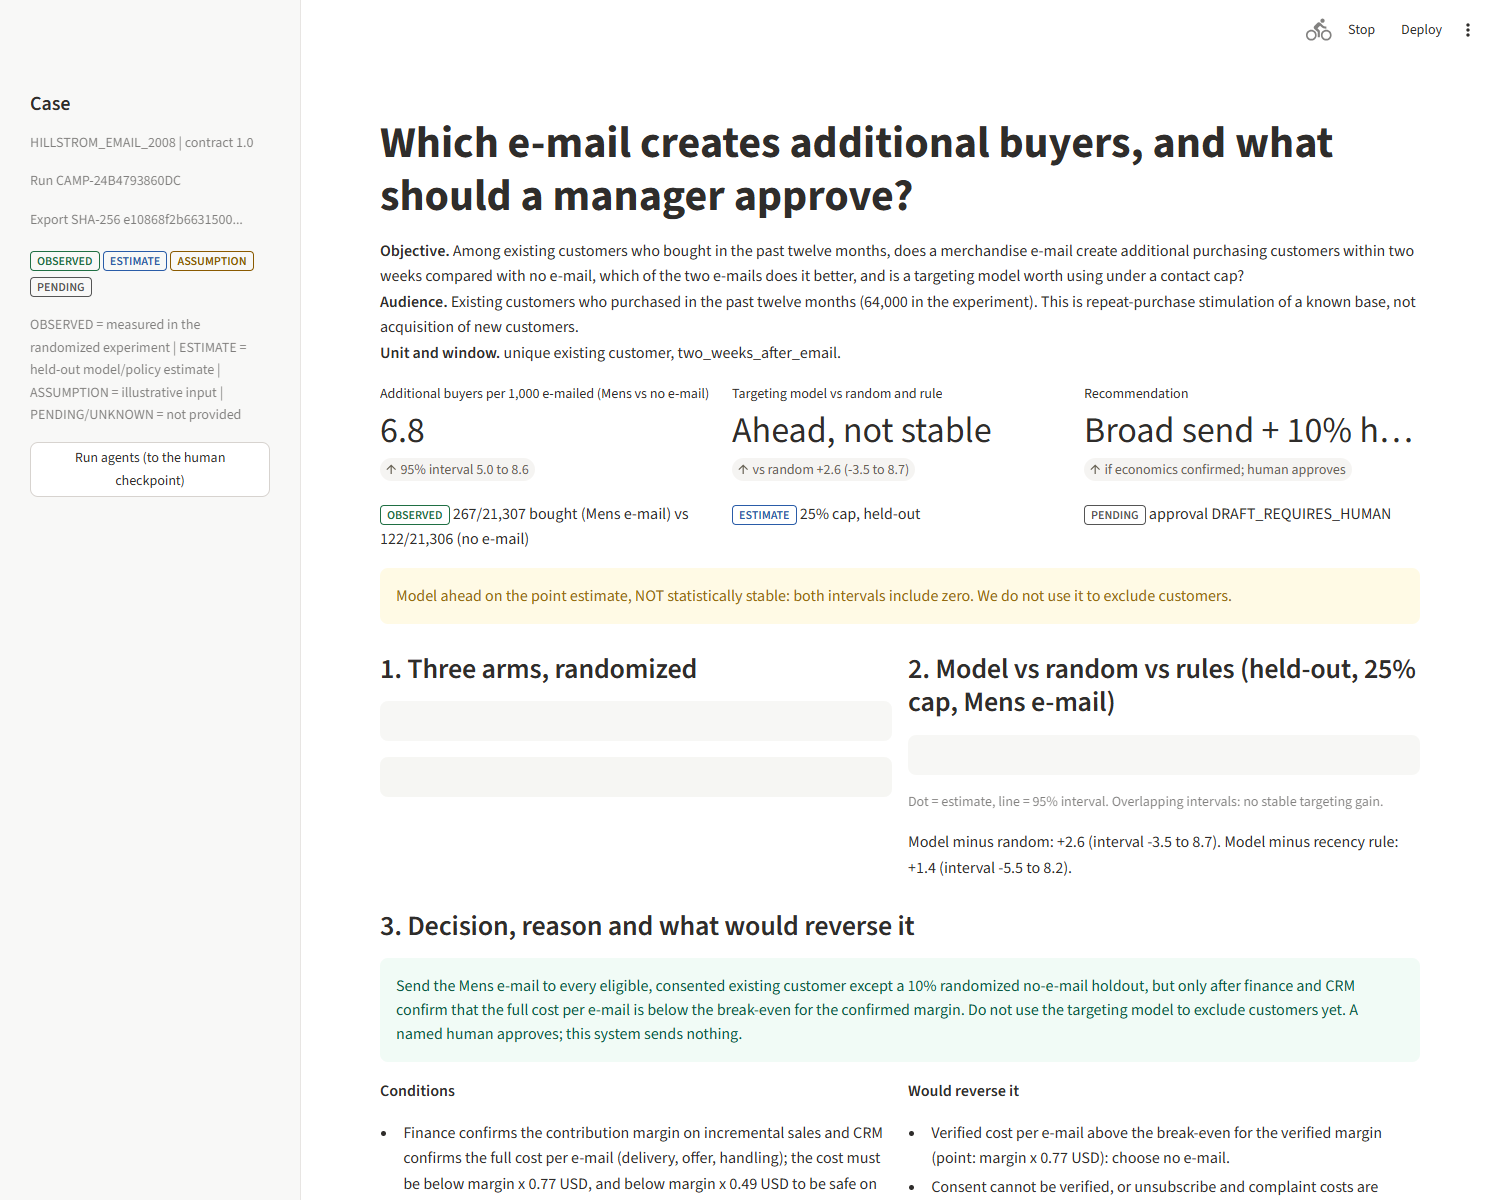 Stop
Deploy
Case
HILLSTROM_EMAIL_2008 | contract 1.0
Run CAMP-24B4793860DC
Export SHA-256 e10868f2b6631500...
OBSERVED ESTIMATE ASSUMPTION
PENDING
OBSERVED = measured in the
randomized experiment | ESTIMATE =
held-out model/policy estimate |
ASSUMPTION = illustrative input |
PENDING/UNKNOWN = not provided
Run agents (to the human
checkpoint)
Which e-mail creates additional buyers, and what
should a manager approve?
Objective. Among existing customers who bought in the past twelve months, does a merchandise e-mail create additional purchasing customers within two
weeks compared with no e-mail, which of the two e-mails does it better, and is a targeting model worth using under a contact cap?
Audience. Existing customers who purchased in the past twelve months (64,000 in the experiment). This is repeat-purchase stimulation of a known base, not
acquisition of new customers.
Unit and window. unique existing customer, two_weeks_after_email.
Additional buyers per 1,000 e-mailed (Mens vs no e-mail)
6.8
↑ 95% interval 5.0 to 8.6
OBSERVED 267/21,307 bought (Mens e-mail) vs
122/21,306 (no e-mail)
Targeting model vs random and rule
Ahead, not stable
↑ vs random +2.6 (-3.5 to 8.7)
ESTIMATE 25% cap, held-out
Recommendation
Broad send + 10% h...
↑ if economics confirmed; human approves
PENDING approval DRAFT_REQUIRES_HUMAN
Model ahead on the point estimate, NOT statistically stable: both intervals include zero. We do not use it to exclude customers.
1. Three arms, randomized
2. Model vs random vs rules (held-out, 25%
cap, Mens e-mail)
Dot = estimate, line = 95% interval. Overlapping intervals: no stable targeting gain.
Model minus random: +2.6 (interval -3.5 to 8.7). Model minus recency rule:
+1.4 (interval -5.5 to 8.2).
3. Decision, reason and what would reverse it
Send the Mens e-mail to every eligible, consented existing customer except a 10% randomized no-e-mail holdout, but only after finance and CRM
confirm that the full cost per e-mail is below the break-even for the confirmed margin. Do not use the targeting model to exclude customers yet. A
named human approves; this system sends nothing.
Conditions
• Finance confirms the contribution margin on incremental sales and CRM
confirms the full cost per e-mail (delivery, offer, handling); the cost must
be below margin x 0.77 USD, and below margin x 0.49 USD to be safe on
Would reverse it
• Verified cost per e-mail above the break-even for the verified margin
(point: margin x 0.77 USD): choose no e-mail.
• Consent cannot be verified, or unsubscribe and complaint costs are